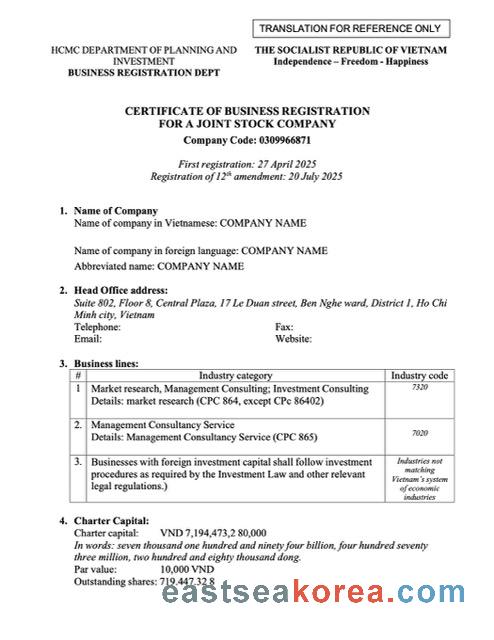 TRANSLATION FOR REFERENCE ONLY
HCMC DEPARTMENT OF PLANNING AND
INVESTMENT
BUSINESS REGISTRATION DEPT
THE SOCIALIST REPUBLIC OF VIETNAM
Independence – Freedom - Happiness
CERTIFICATE OF BUSINESS REGISTRATION
FOR A JOINT STOCK COMPANY
Company Code: 0309966871
First registration: 27 April 2025
Registration of 12th amendment: 20 July 2025
1. Name of Company
Name of company in Vietnamese: COMPANY NAME
Name of company in foreign language: COMPANY NAME
Abbreviated name: COMPANY NAME
2. Head Office address:
Suite 802, Floor 8, Central Plaza, 17 Le Duan street, Ben Nghe ward, District 1, Ho Chi
Minh city, Vietnam
Telephone: Fax:
Email: Website:
3. Business lines:
# Industry category Industry code
1 Market research, Management Consulting; Investment Consulting 7320
Details: market research (CPC 864, except CPc 86402)
2. Management Consultancy Service
Details: Management Consultancy Service (CPC 865) 7020
3. Businesses with foreign investment capital shall follow investment
procedures as required by the Investment Law and other relevant
legal regulations.)
Industries not
matching
Vietnam's system
of economic
industries
4. Charter Capital:
Charter capital: VND 7,194,473,2 80,000
In words: seven thousand one hundred and ninety four billion, four hundred seventy
three million, two hundred and eighty thousand dong.
Par value: 10,000 VND
Outstanding shares: 719,447,32 8
eastseakorea.com